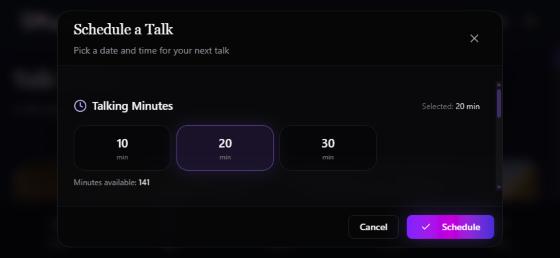 Schedule a Talk
Pick a date and time for your next talk
Talking Minutes
Selected: 20 min
10
min
20
min
30
min
Minutes available: 141
Cancel
Schedule